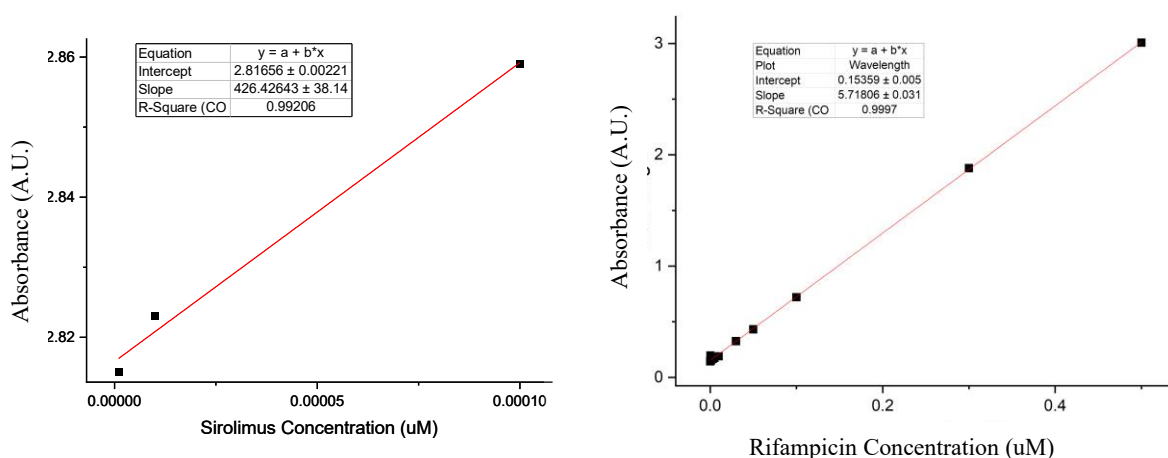 Equation y = a + b*x
Intercept 2.81656 ± 0.00221
Slope 426.42643 ± 38.14
R-Square (CO 0.99206
2.86
2.84
2.82
Absorbance (A.U.)
0.00000 0.00005 0.00010
Sirolimus Concentration (uM)
Equation y = a + b*x
Plot Wavelength
Intercept 0.15359 ± 0.005
Slope 5.71806 ± 0.031
R-Square (CO 0.9997
3
2
1
0
Absorbance (A.U.)
0.0 0.2 0.4
Rifampicin Concentration (uM)